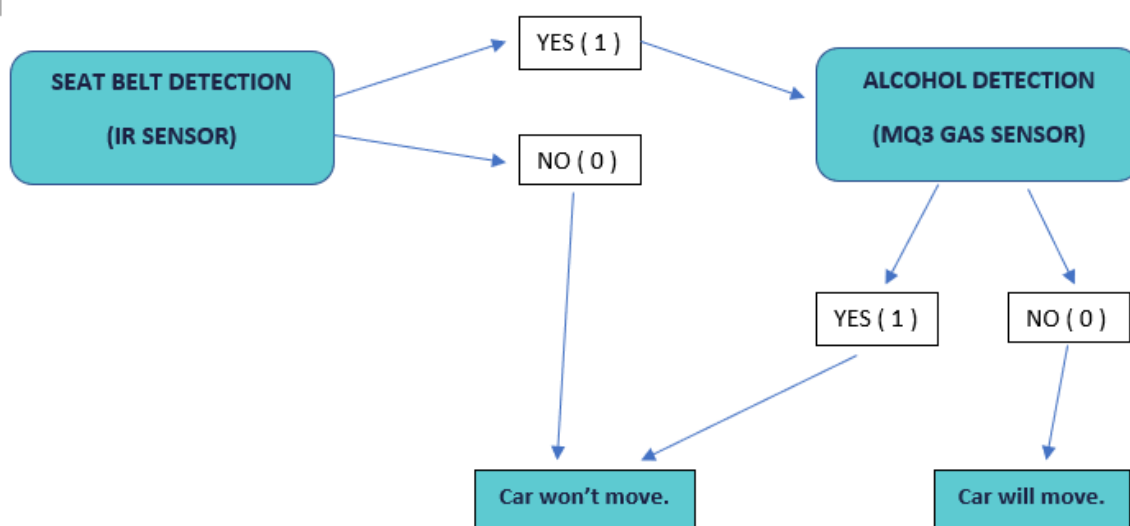 YES ( 1 )
SEAT BELT DETECTION
(IR SENSOR)
ALCOHOL DETECTION
(MQ3 GAS SENSOR)
NO ( 0 )
YES ( 1 )
NO ( 0 )
Car won’t move.
Car will move.